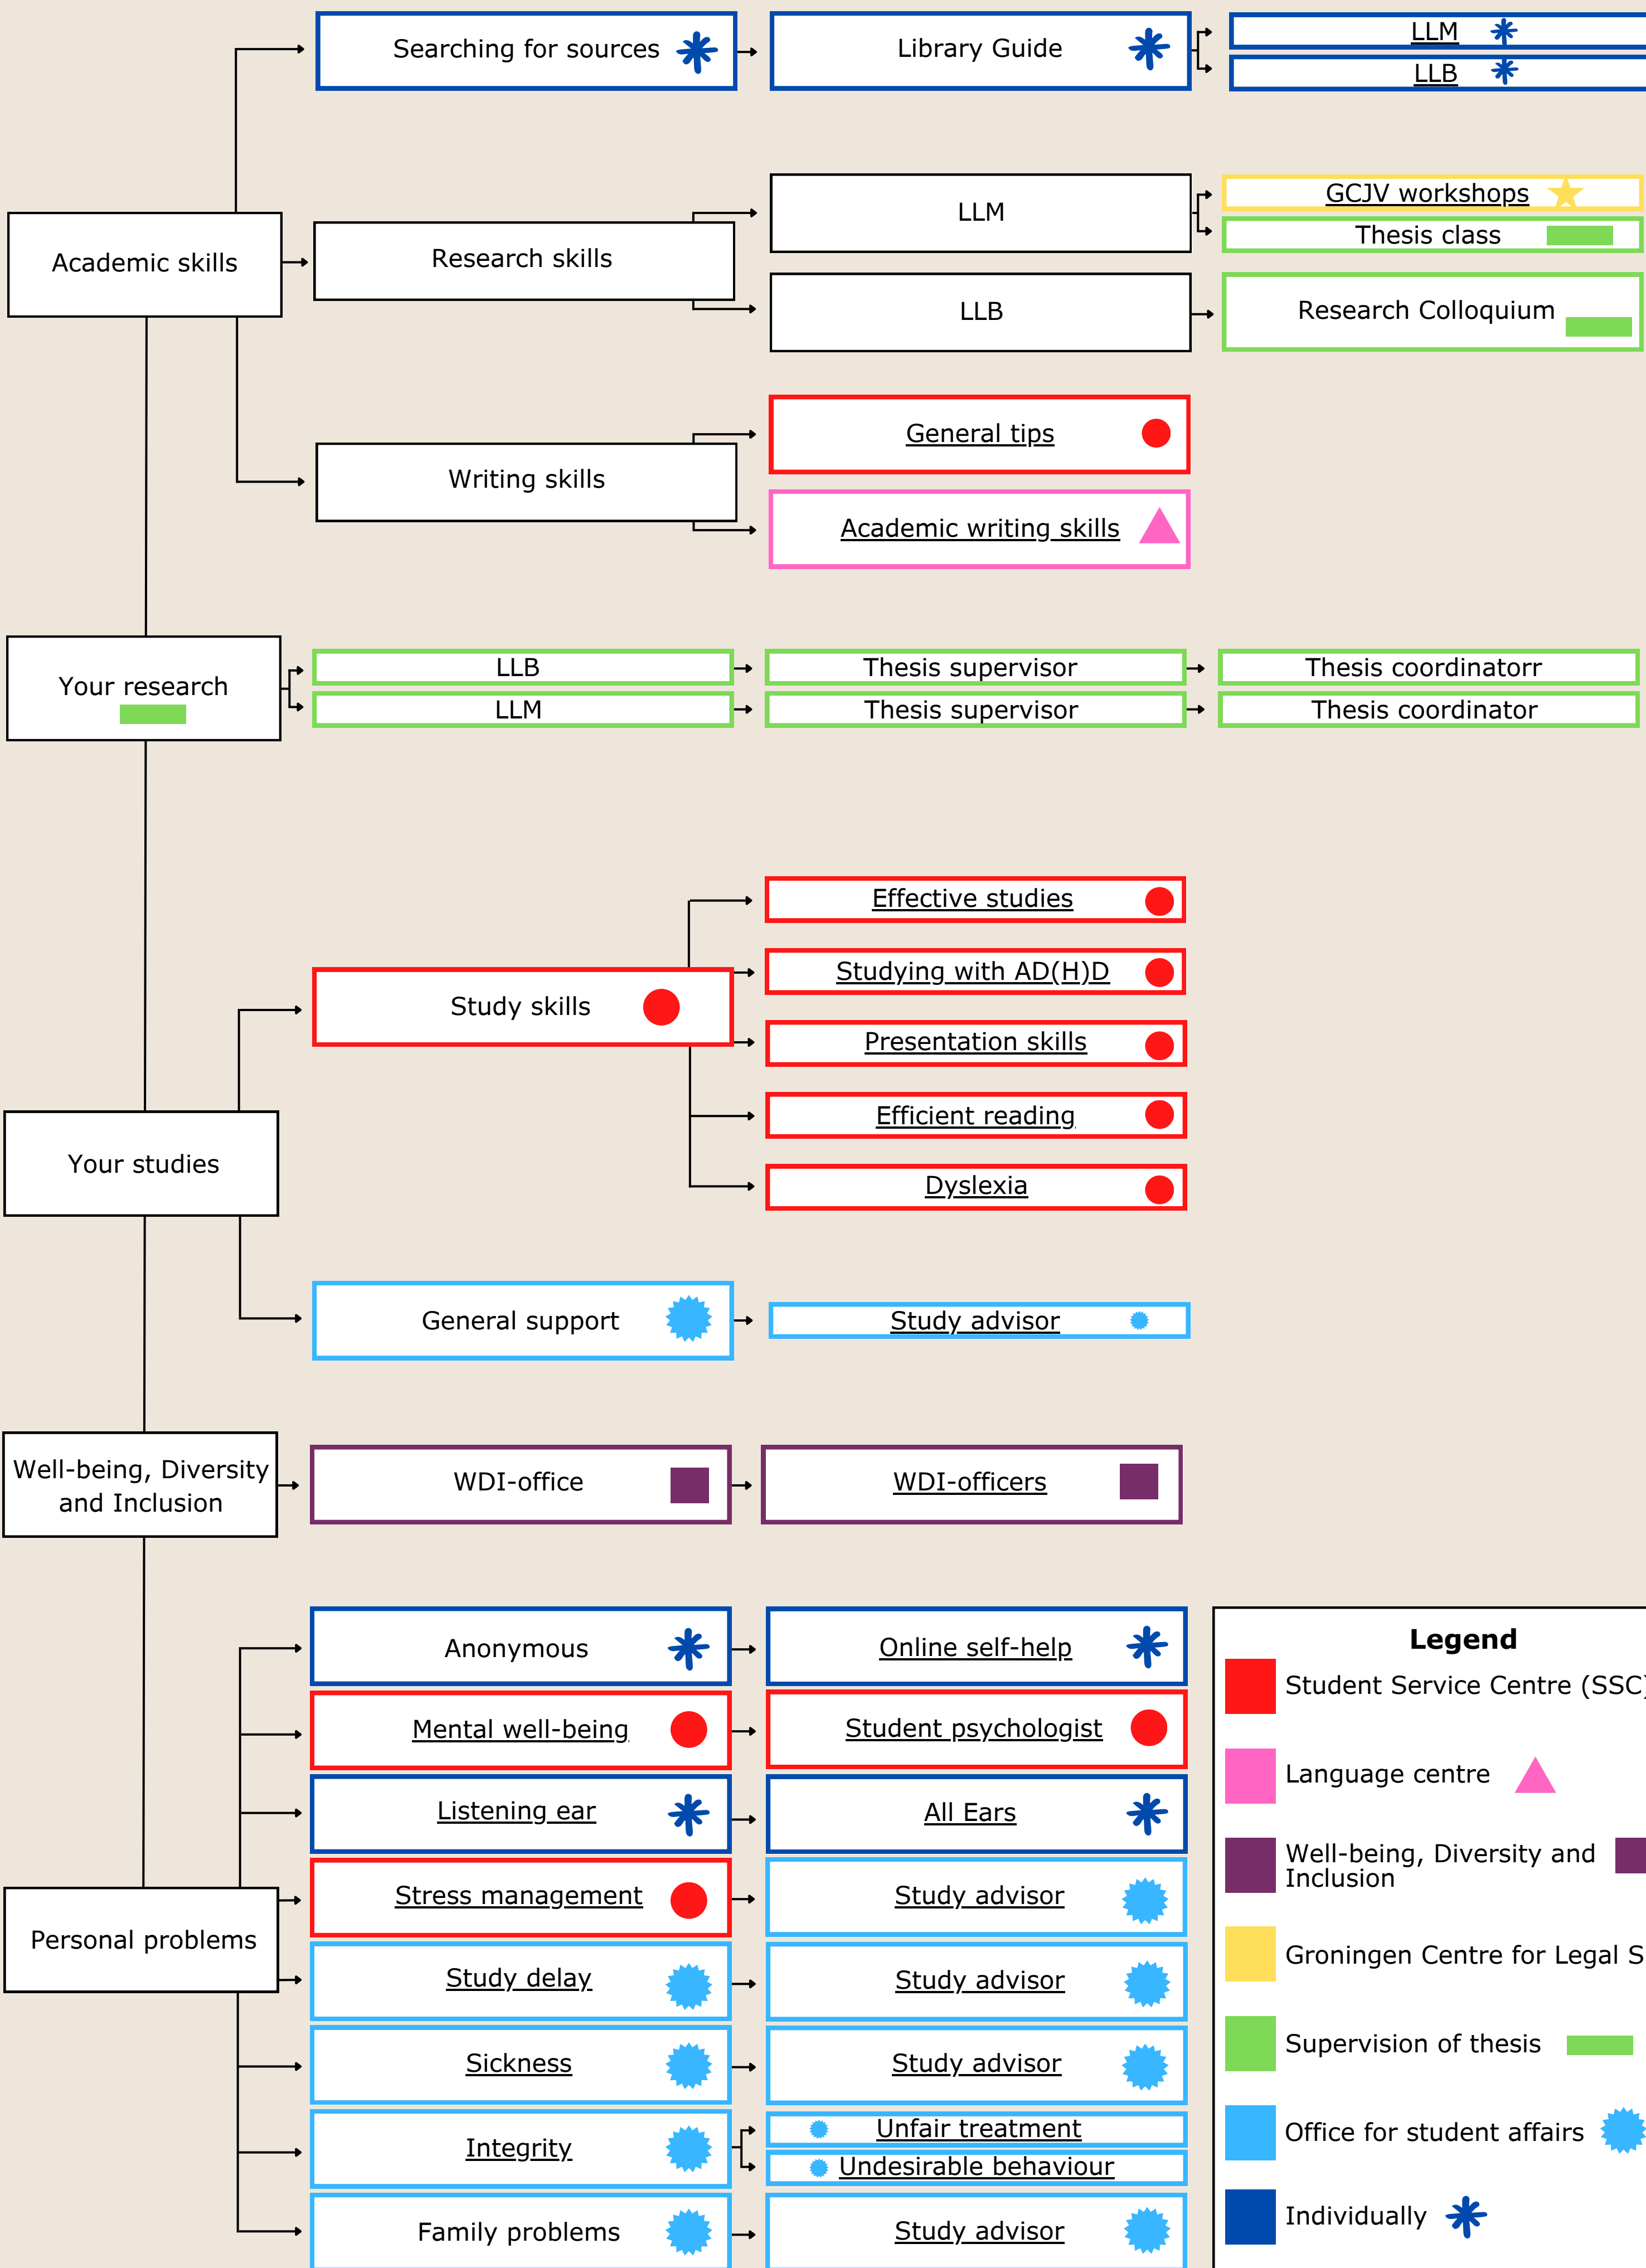 Searching for sources
Library Guide
LLM
LLB
Academic skills
Research skills
LLM
GCJV workshops
Thesis class
LLB
Research Colloquium
Writing skills
General tips
Academic writing skills
Your research
LLB
Thesis supervisor
Thesis coordinatorr
LLM
Thesis supervisor
Thesis coordinator
Your studies
Study skills
Effective studies
Studying with AD(H)D
Presentation skills
Efficient reading
Dyslexia
General support
Study advisor
Well-being, Diversity
and Inclusion
WDI-office
WDI-officers
Personal problems
Anonymous
Online self-help
Mental well-being
Student psychologist
Listening ear
All Ears
Stress management
Study advisor
Study delay
Study advisor
Sickness
Study advisor
Integrity
Unfair treatment
Undesirable behaviour
Family problems
Study advisor
Legend
Student Service Centre (SSC)
Language centre
Well-being, Diversity and
Inclusion
Groningen Centre for Legal S
Supervision of thesis
Office for student affairs
Individually